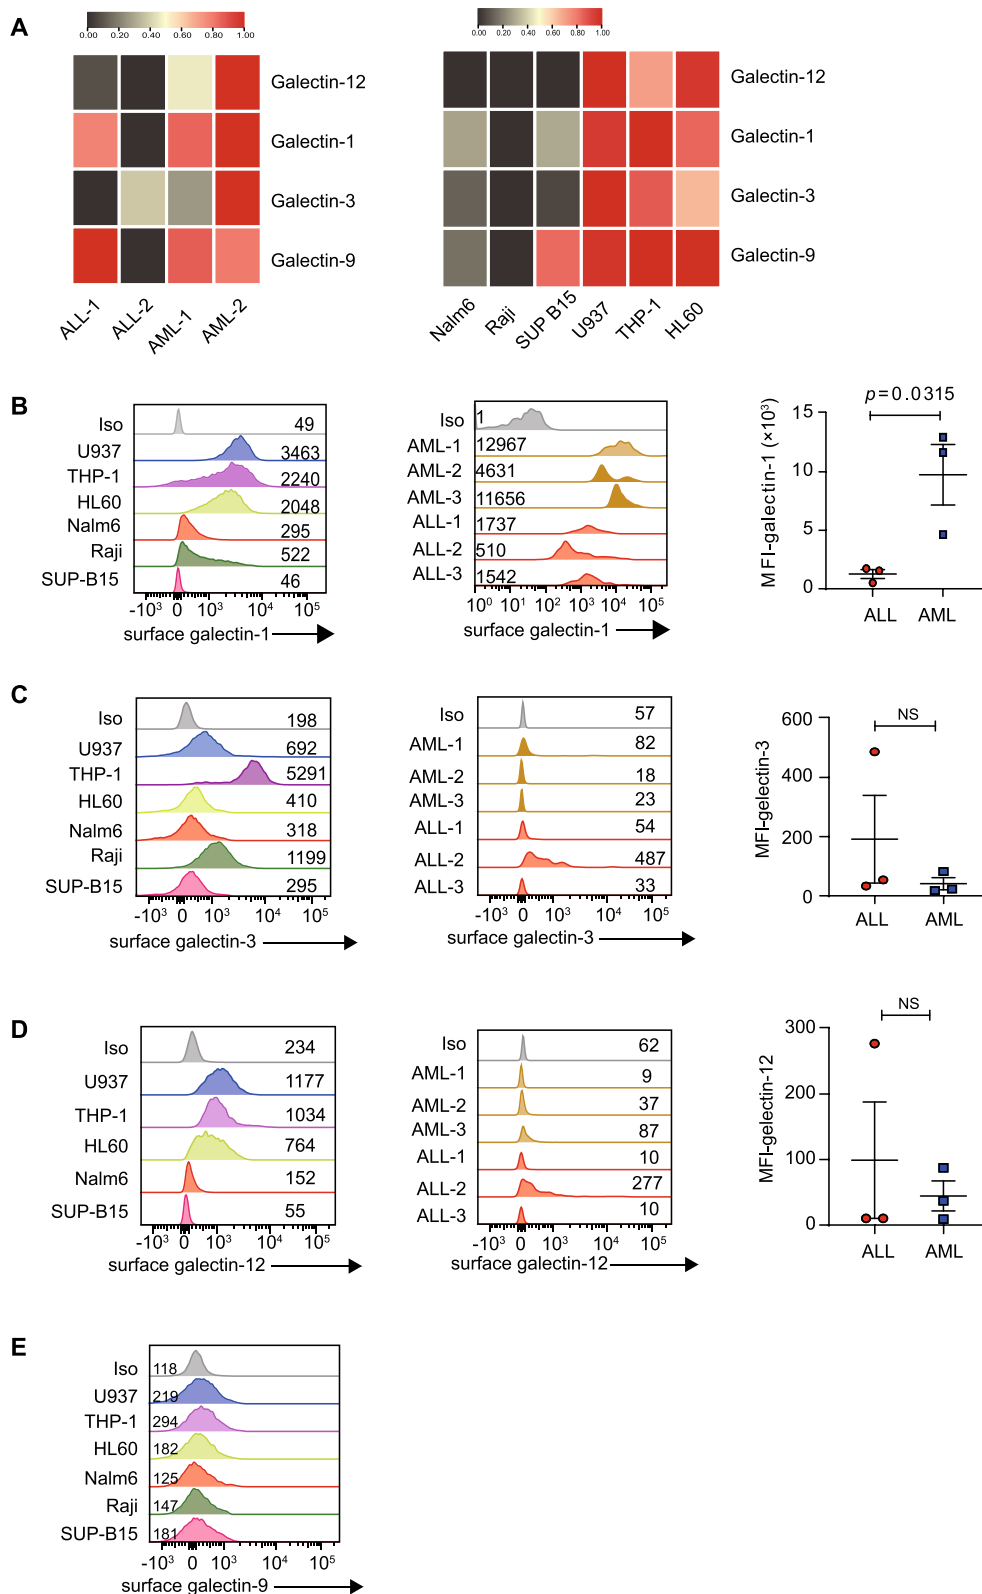 A
0.00 0.20 0.40 0.60 0.80 1.00
Galectin-12
Galectin-1
Galectin-3
Galectin-9
ALL-1 ALL-2 AML-1 AML-2
0.00 0.20 0.40 0.60 0.80 1.00
Galectin-12
Galectin-1
Galectin-3
Galectin-9
Nalm6 Raji SUP B15 U937 THP-1 HL60
B
Iso 49
U937 3463
THP-1 2240
HL60 2048
Nalm6 295
Raji 522
SUP-B15 46
-10³ 0 10³ 10⁴ 10⁵
surface galectin-1
Iso 1
AML-1 12967
AML-2 4631
AML-3 11656
ALL-1 1737
ALL-2 510
ALL-3 1542
10⁰ 10¹ 10² 10³ 10⁴ 10⁵
surface galectin-1
MFI-galectin-1 (×10³)
p=0.0315
15
10
5
0
ALL AML
C
Iso 198
U937 692
THP-1 5291
HL60 410
Nalm6 318
Raji 1199
SUP-B15 295
-10³ 0 10³ 10⁴ 10⁵
surface galectin-3
Iso 57
AML-1 82
AML-2 18
AML-3 23
ALL-1 54
ALL-2 487
ALL-3 33
-10³ 0 10³ 10⁴ 10⁵
surface galectin-3
MFI-gelectin-3
NS
600
400
200
0
ALL AML
D
Iso 234
U937 1177
THP-1 1034
HL60 764
Nalm6 152
SUP-B15 55
-10³ 0 10³ 10⁴ 10⁵
surface galectin-12
Iso 62
AML-1 9
AML-2 37
AML-3 87
ALL-1 10
ALL-2 277
ALL-3 10
-10³ 0 10³ 10⁴ 10⁵
surface galectin-12
MFI-gelectin-12
NS
300
200
100
0
ALL AML
E
Iso 118
U937 219
THP-1 294
HL60 182
Nalm6 125
Raji 147
SUP-B15 181
-10³ 0 10³ 10⁴ 10⁵
surface galectin-9